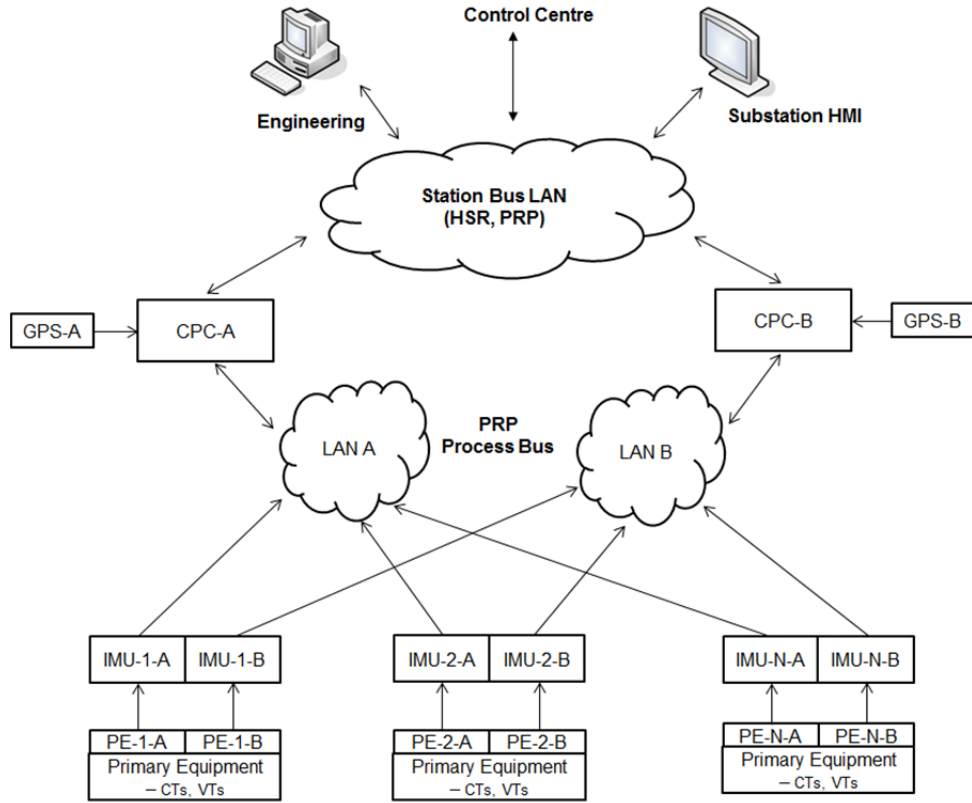 Control Centre
Engineering
Substation HMI
Station Bus LAN
(HSR, PRP)
GPS-A
CPC-A
CPC-B
GPS-B
PRP
Process Bus
LAN A
LAN B
IMU-1-A
IMU-1-B
IMU-2-A
IMU-2-B
IMU-N-A
IMU-N-B
PE-1-A
PE-1-B
Primary Equipment
– CTs, VTs
PE-2-A
PE-2-B
Primary Equipment
– CTs, VTs
PE-N-A
PE-N-B
Primary Equipment
– CTs, VTs